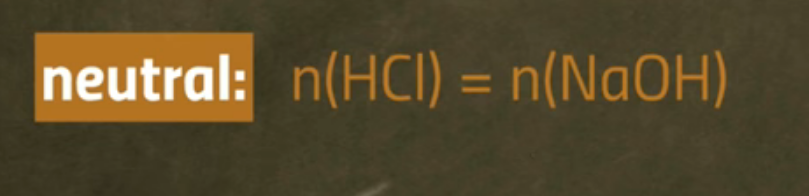 neutral: n(HCl) = n(NaOH)